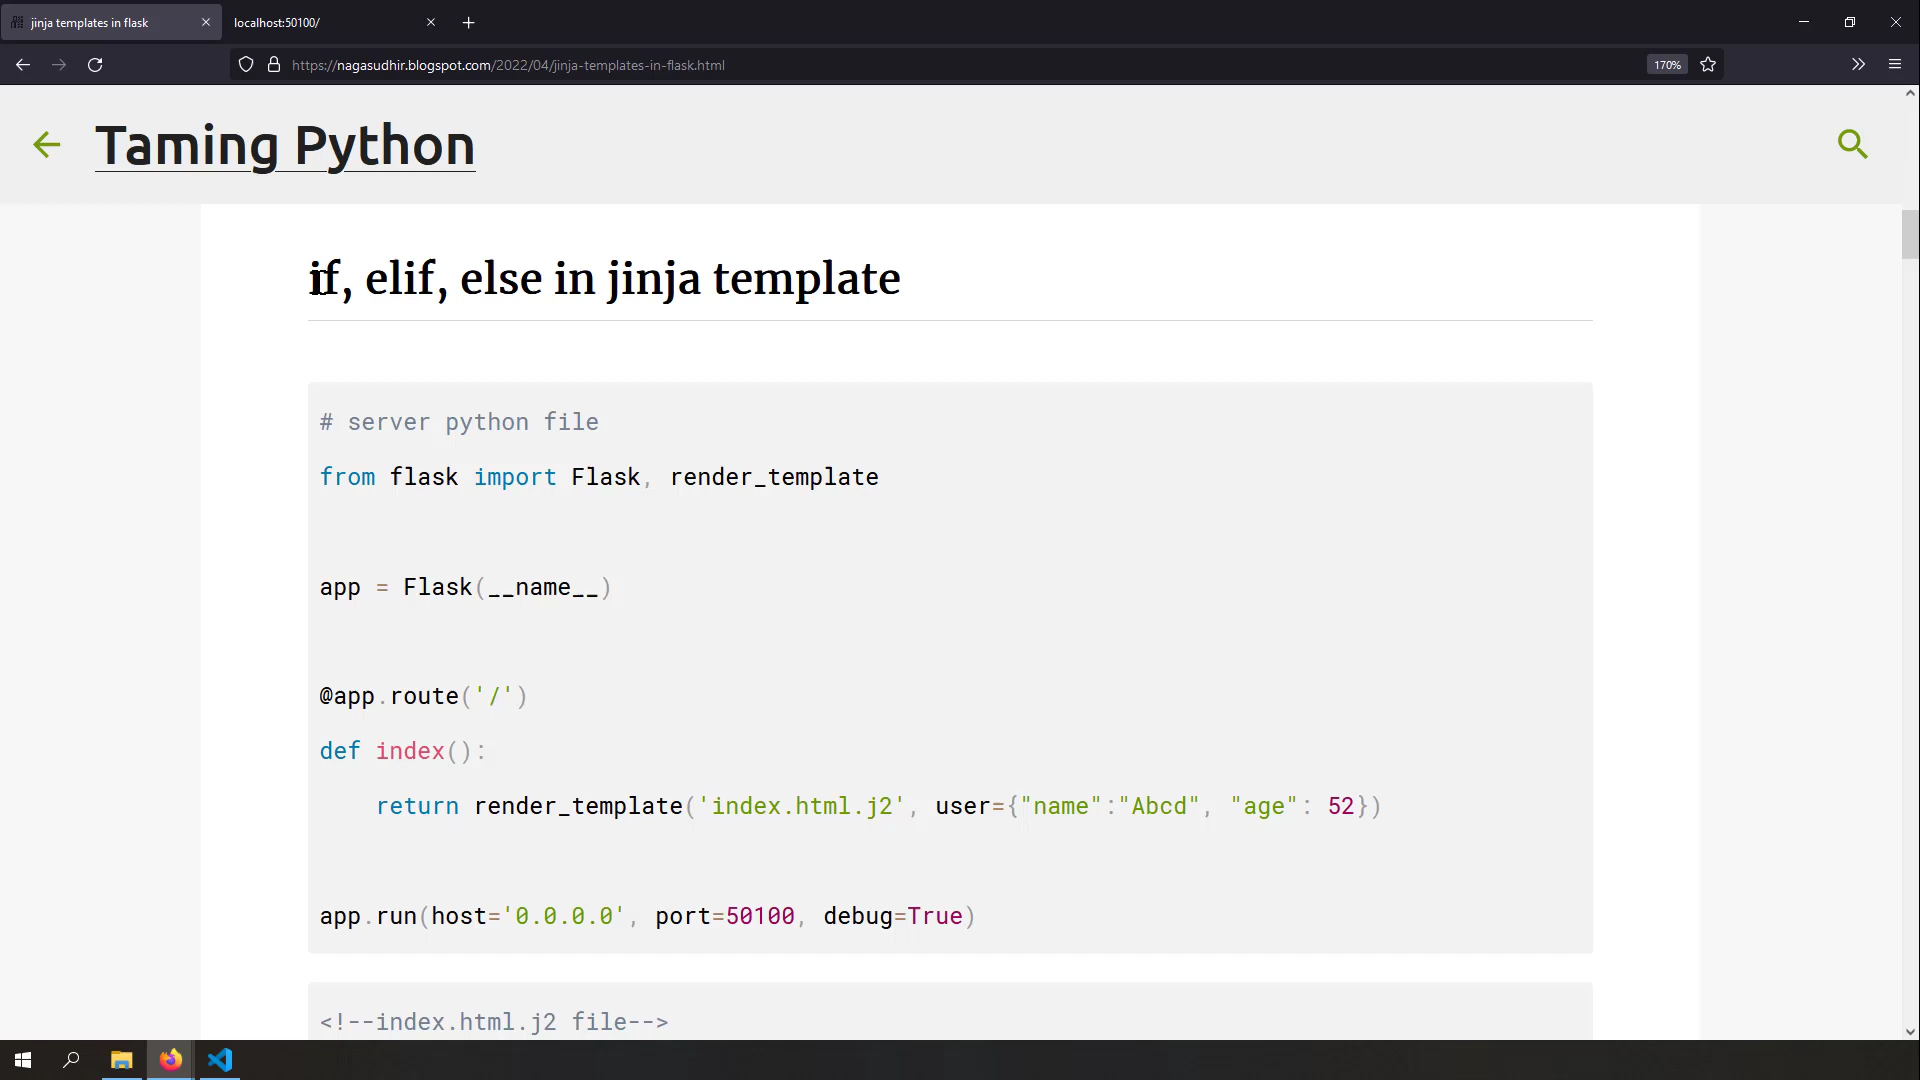 jinja templates in flask
localhost:50100/
https://nagasudhir.blogspot.com/2022/04/jinja-templates-in-flask.html
170%
Taming Python
if, elif, else in jinja template
# server python file
from flask import Flask, render_template
app = Flask(__name__)
@app.route('/')
def index():
    return render_template('index.html.j2', user={"name":"Abcd", "age": 52})
app.run(host='0.0.0.0', port=50100, debug=True)
<!--index.html.j2 file-->